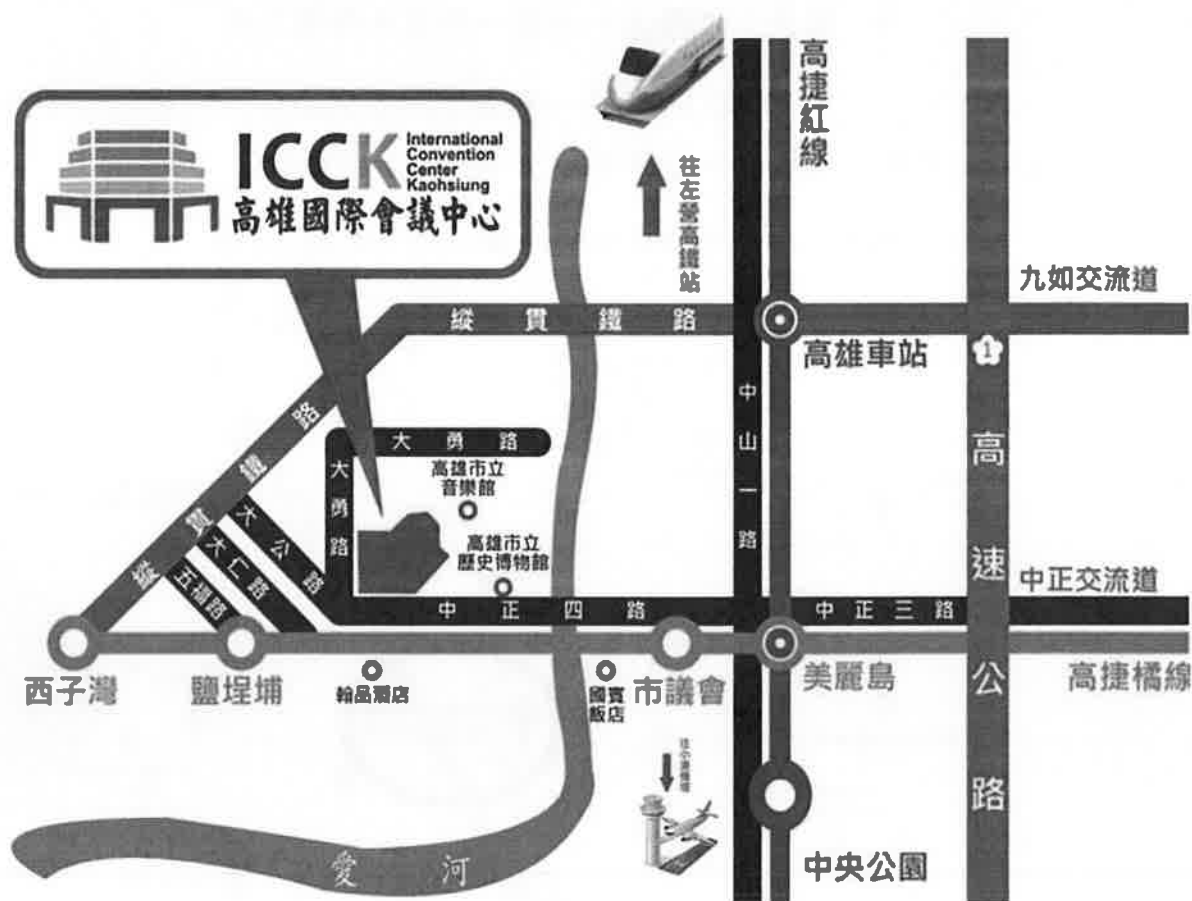 高捷紅線
ICCK
International
Convention
Center
Kaohsiung
高雄國際會議中心
往左營高鐵站
九如交流道
縱貫鐵路
高雄車站
1
中山一路
高速公路
縱貫鐵路
大勇路
大勇路
高雄市立
音樂館
高雄市立
歷史博物館
大公路
大仁路
五福路
中正四路
中正三路
中正交流道
西子灣
鹽埕埔
翰品酒店
國賓
飯店
市議會
美麗島
高捷橘線
往小港機場
中央公園
愛河